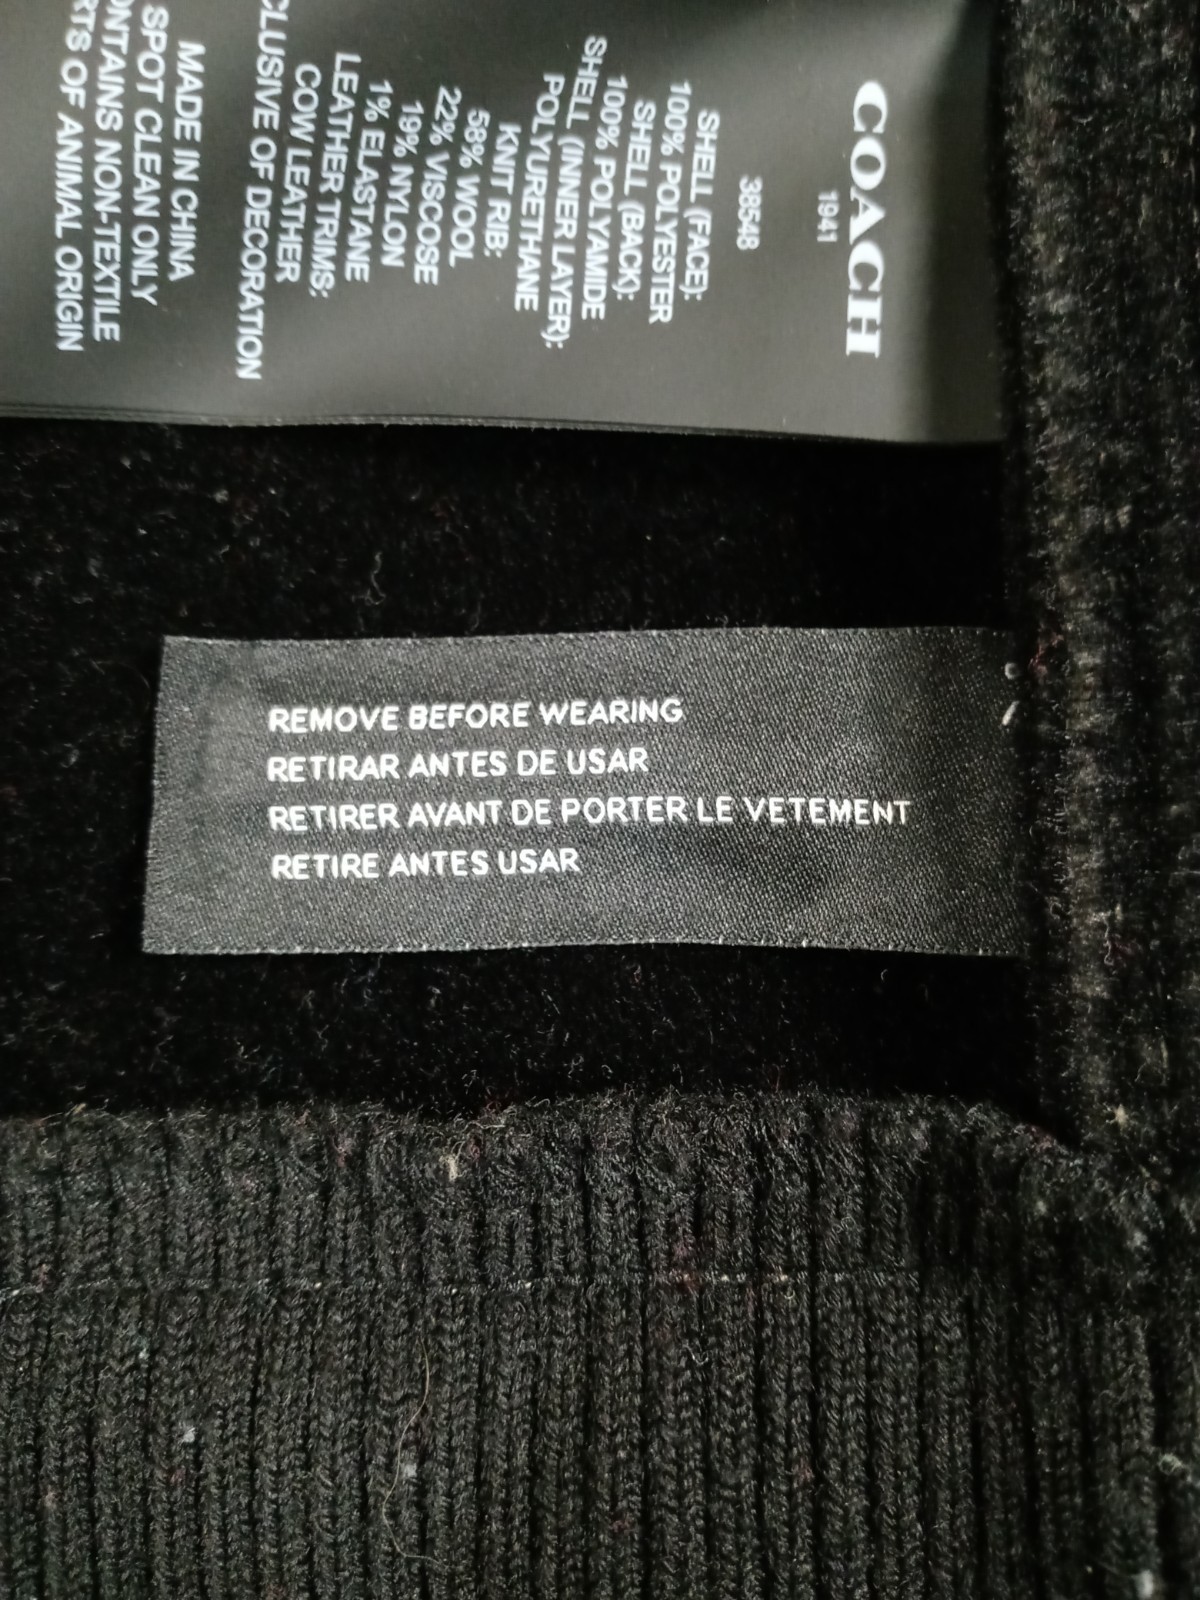 COACH
1941
38548
SHELL (FACE):
100% POLYESTER
SHELL (BACK):
100% POLYAMIDE
SHELL (INNER LAYER):
POLYURETHANE
KNIT RIB:
58% WOOL
22% VISCOSE
19% NYLON
1% ELASTANE
LEATHER TRIMS:
COW LEATHER
CLUSIVE OF DECORATION
MADE IN CHINA
SPOT CLEAN ONLY
ONTAINS NON-TEXTILE
RTS OF ANIMAL ORIGIN
REMOVE BEFORE WEARING
RETIRAR ANTES DE USAR
RETIRER AVANT DE PORTER LE VETEMENT
RETIRE ANTES USAR